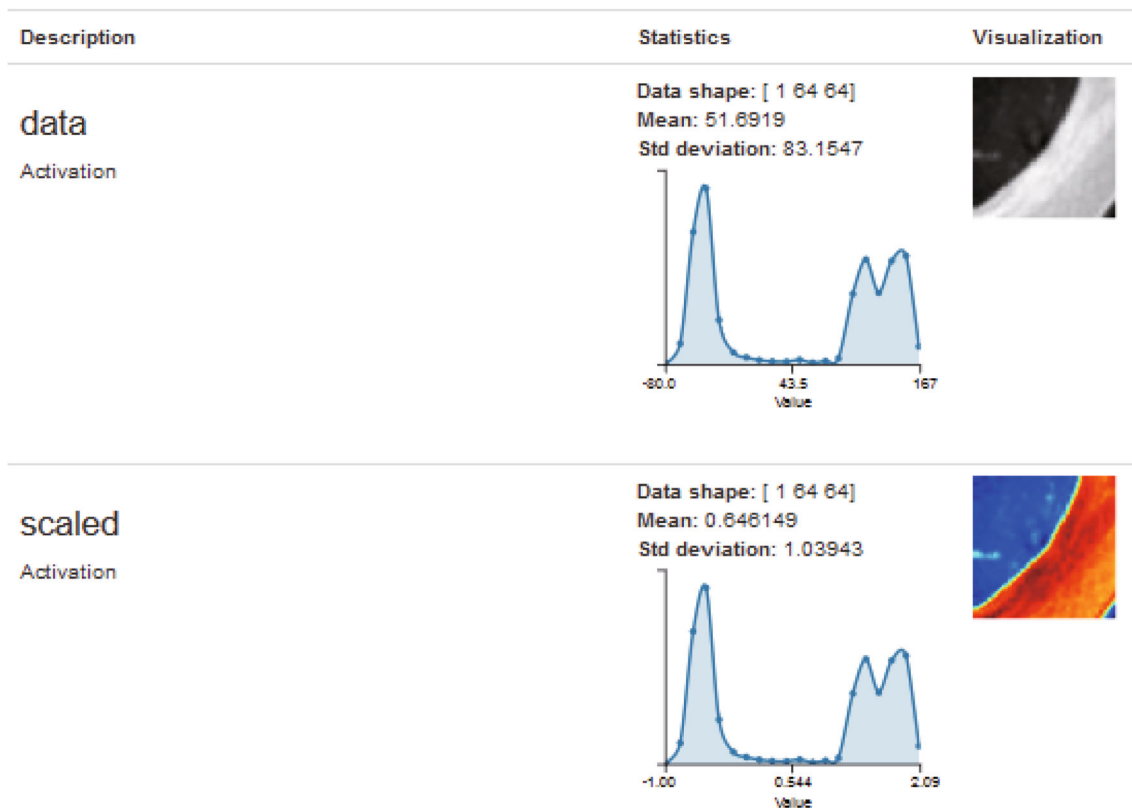 Description Statistics Visualization
data
Activation
Data shape: [ 1 64 64]
Mean: 51.6919
Std deviation: 83.1547
-80.0 43.5 167
Value
scaled
Activation
Data shape: [ 1 64 64]
Mean: 0.646149
Std deviation: 1.03943
-1.00 0.544 2.09
Value